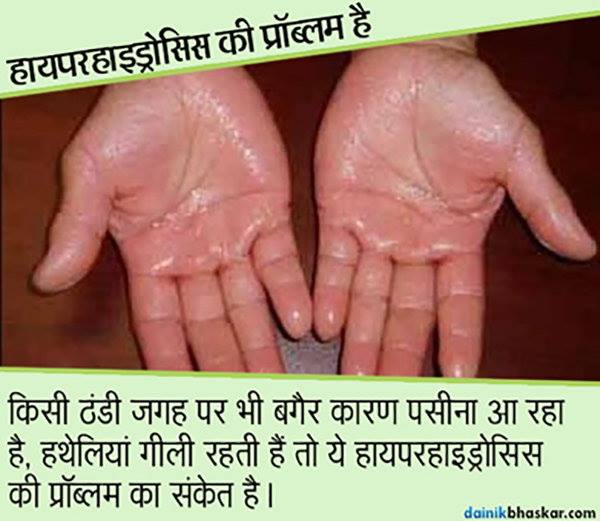 हायपरहाइड्रोसिस की प्रॉब्लम है
किसी ठंडी जगह पर भी बगैर कारण पसीना आ रहा
है, हथेलियां गीली रहती हैं तो ये हायपरहाइड्रोसिस
की प्रॉब्लम का संकेत है।
dainikbhaskar.com